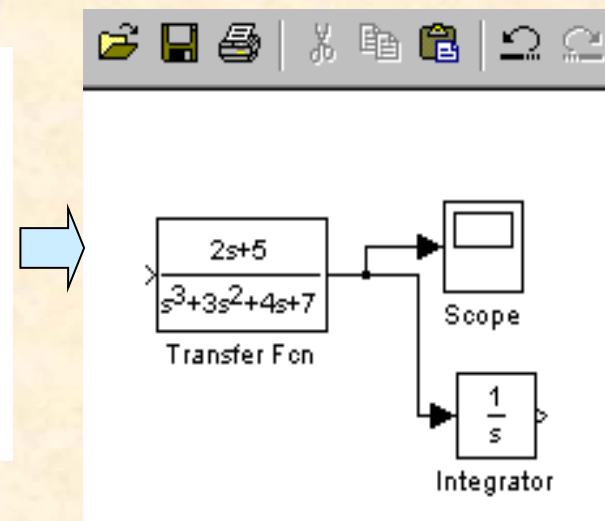 2s+5
s³+3s²+4s+7
Transfer Fcn
Scope
1
s
Integrator